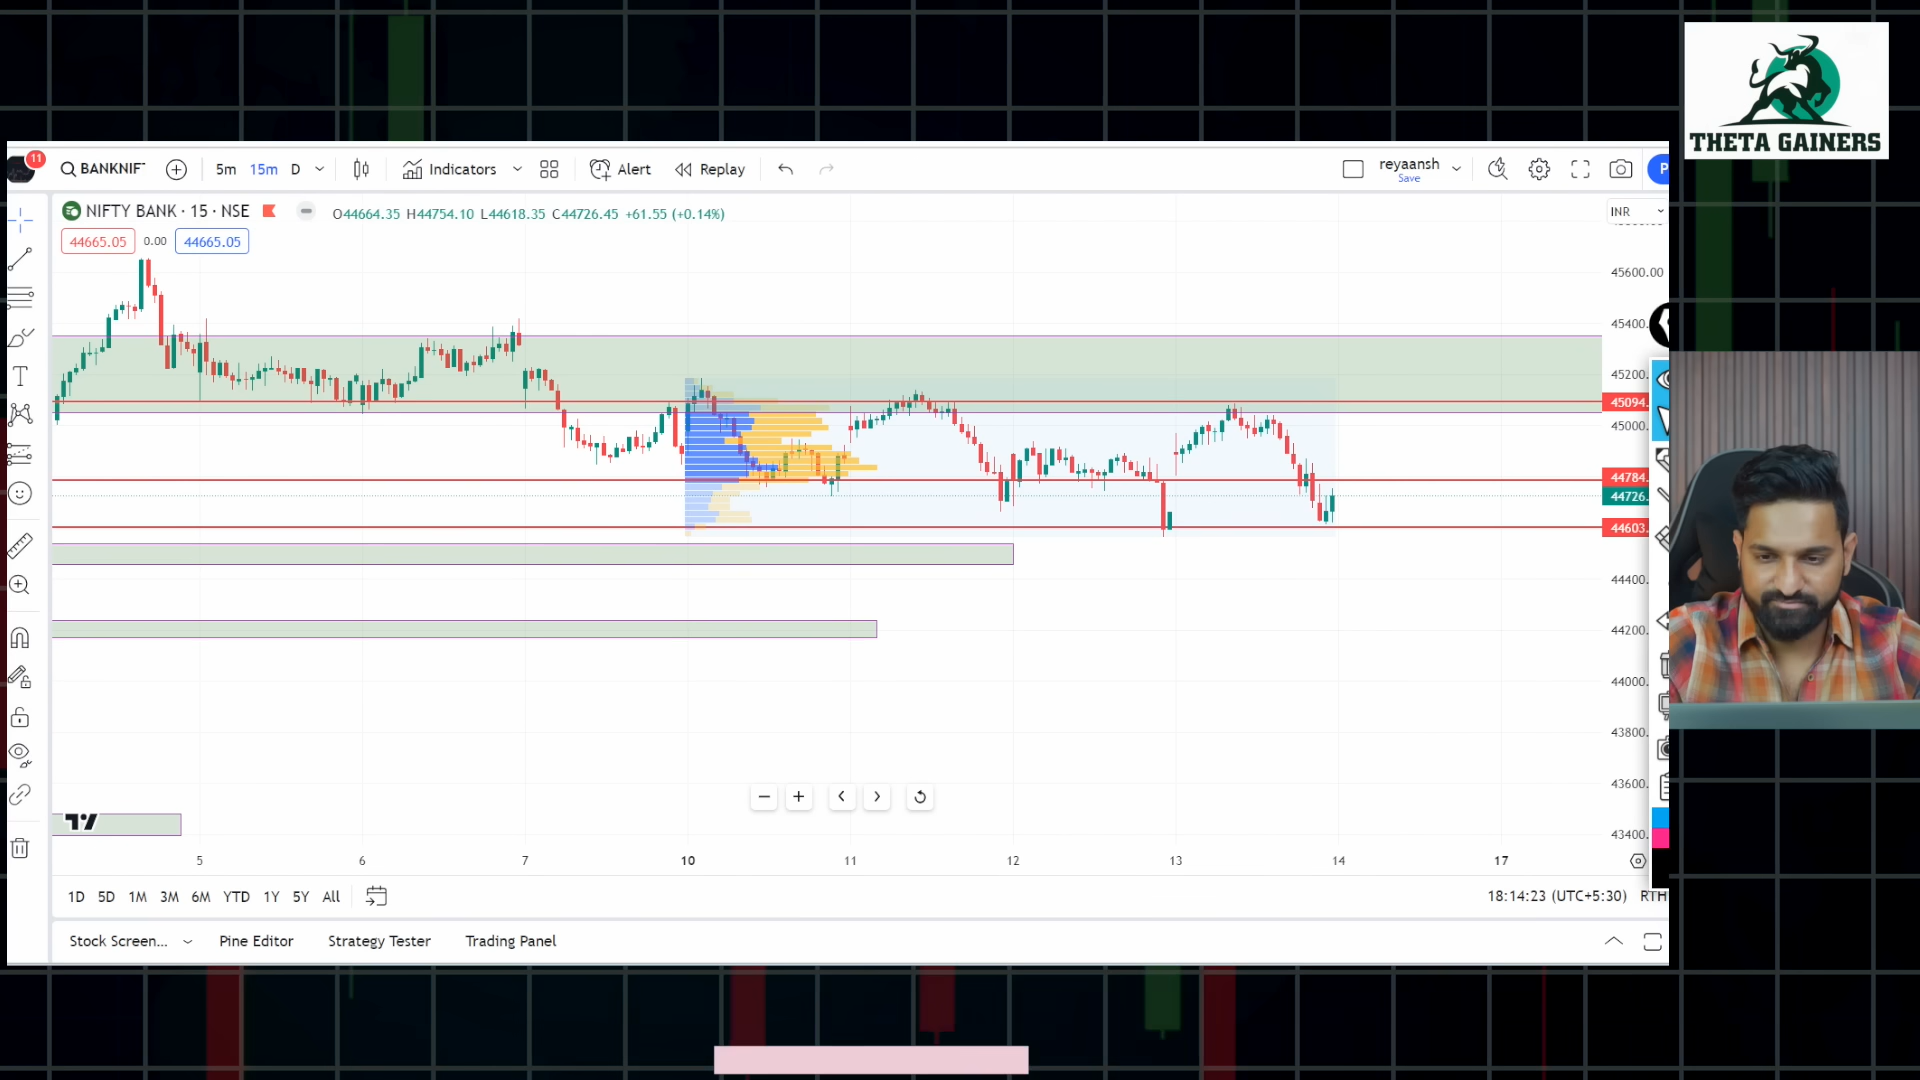 THETA GAINERS
11
BANKNIF
5m 15m D
Indicators
Alert
Replay
reyaansh
Save
P
NIFTY BANK · 15 · NSE
O44664.35 H44754.10 L44618.35 C44726.45 +61.55 (+0.14%)
INR
44665.05 0.00 44665.05
45600.00
45400.
45200.
45094.
45000.
44784.
44726.
44603.
44400.
44200.
44000.
43800.
43600.
43400.
5 6 7 10 11 12 13 14 17
1D 5D 1M 3M 6M YTD 1Y 5Y All
18:14:23 (UTC+5:30) RTH
Stock Screen... Pine Editor Strategy Tester Trading Panel